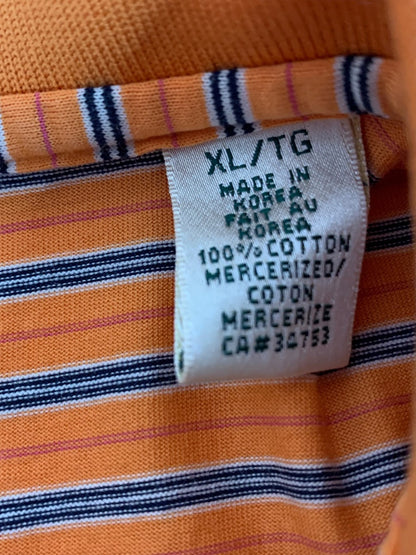 XL/TG
MADE IN
KOREA
FAIT AU
KOREA
100% COTTON
MERCERIZED/
COTON
MERCERIZE
CA#34753